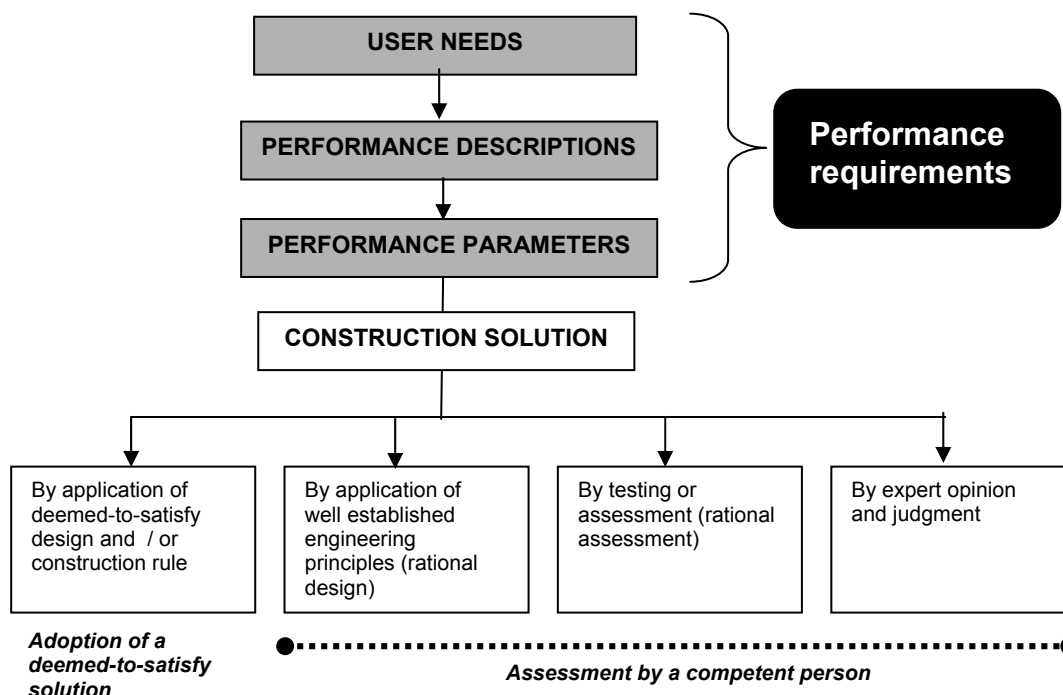 USER NEEDS
PERFORMANCE DESCRIPTIONS
PERFORMANCE PARAMETERS
Performance
requirements
CONSTRUCTION SOLUTION
By application of
deemed-to-satisfy
design and / or
construction rule
By application of
well established
engineering
principles (rational
design)
By testing or
assessment (rational
assessment)
By expert opinion
and judgment
Adoption of a
deemed-to-satisfy
solution
Assessment by a competent person